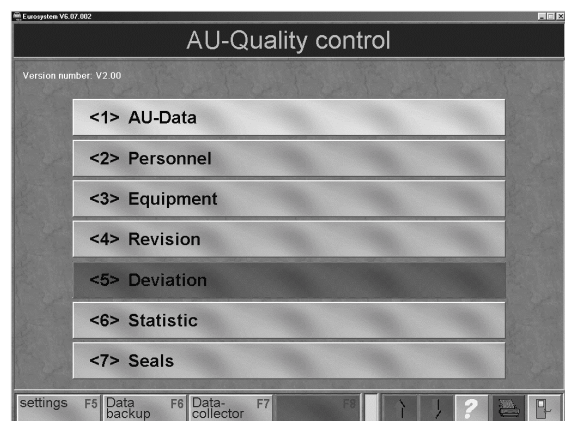 Eurosystem V6.07.002
AU-Quality control
Version number: V2.00
<1> AU-Data
<2> Personnel
<3> Equipment
<4> Revision
<5> Deviation
<6> Statistic
<7> Seals
settings F5 Data backup F6 Data-collector F7 F8 ?